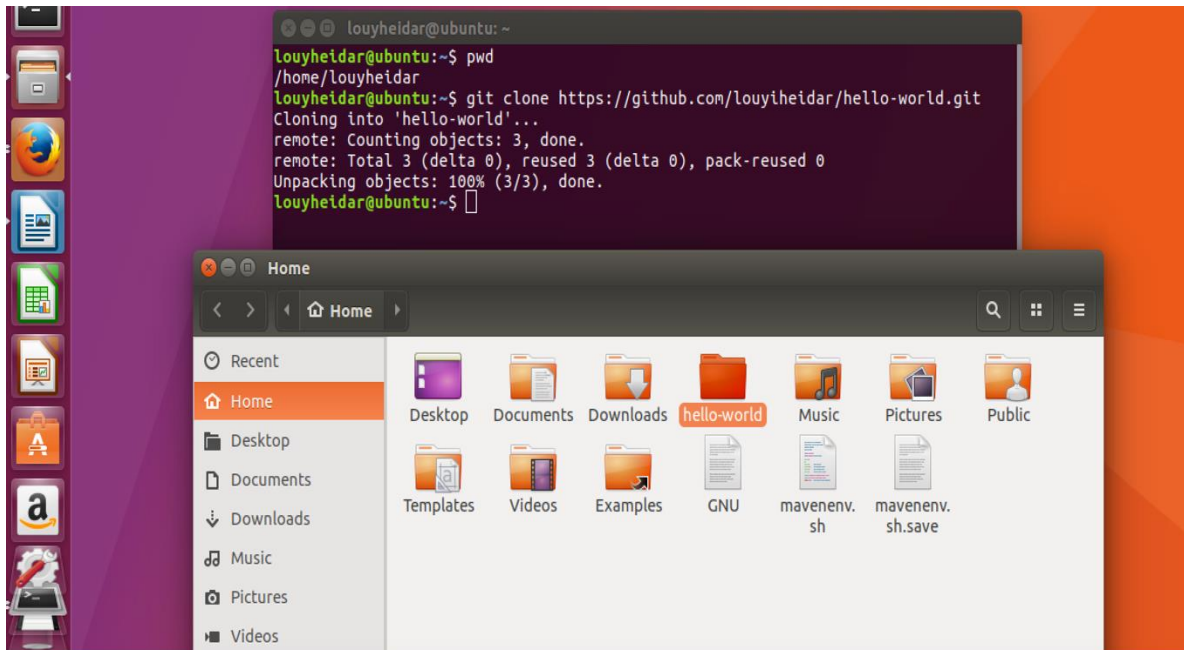 louyheidar@ubuntu: ~
louyheidar@ubuntu:~$ pwd
/home/louyheidar
louyheidar@ubuntu:~$ git clone https://github.com/louyiheidar/hello-world.git
Cloning into 'hello-world'...
remote: Counting objects: 3, done.
remote: Total 3 (delta 0), reused 3 (delta 0), pack-reused 0
Unpacking objects: 100% (3/3), done.
louyheidar@ubuntu:~$
Home
Home
Recent
Home
Desktop
Documents
Downloads
Music
Pictures
Videos
Desktop Documents Downloads hello-world Music Pictures Public
Templates Videos Examples GNU mavenenv. mavenenv.
sh sh.save